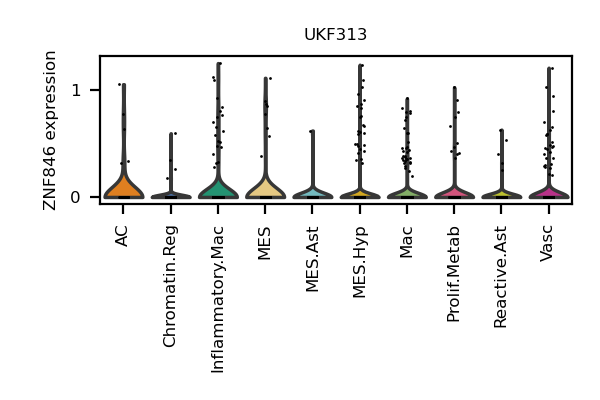 UKF313
ZNF846 expression
1
0
AC
Chromatin.Reg
Inflammatory.Mac
MES
MES.Ast
MES.Hyp
Mac
Prolif.Metab
Reactive.Ast
Vasc